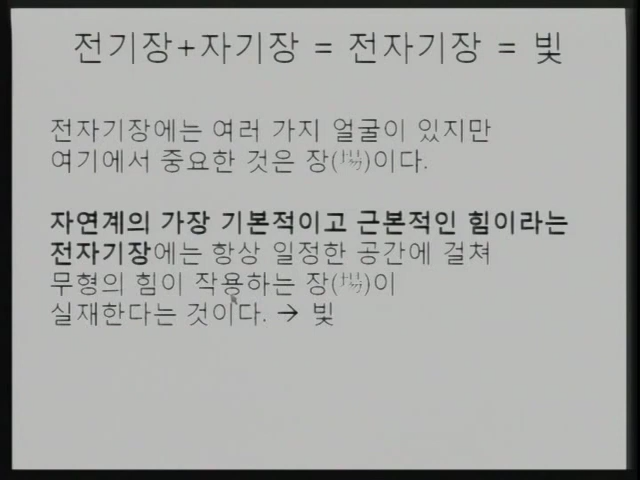 전기장+자기장 = 전자기장 = 빛
전자기장에는 여러 가지 얼굴이 있지만
여기에서 중요한 것은 장(場)이다.
자연계의 가장 기본적이고 근본적인 힘이라는
전자기장에는 항상 일정한 공간에 걸쳐
무형의 힘이 작용하는 장(場)이
실재한다는 것이다. → 빛